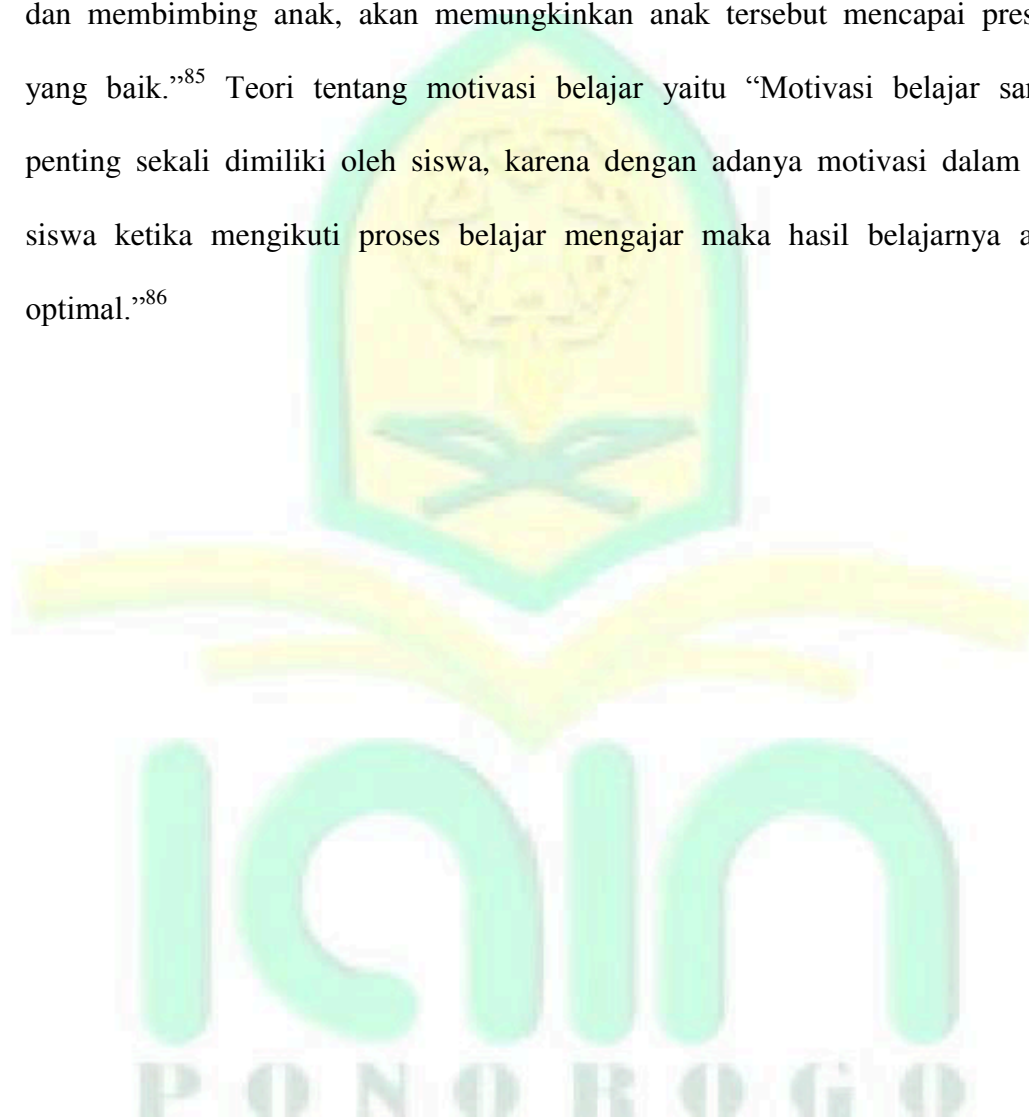 dan membimbing anak, akan memungkinkan anak tersebut mencapai
yang baik.”85 Teori tentang motivasi belajar yaitu “Motivasi belajar
penting sekali dimiliki oleh siswa, karena dengan adanya motivasi dalam
siswa ketika mengikuti proses belajar mengajar maka hasil belajarnya
optimal.”86
iain
PONOROGO